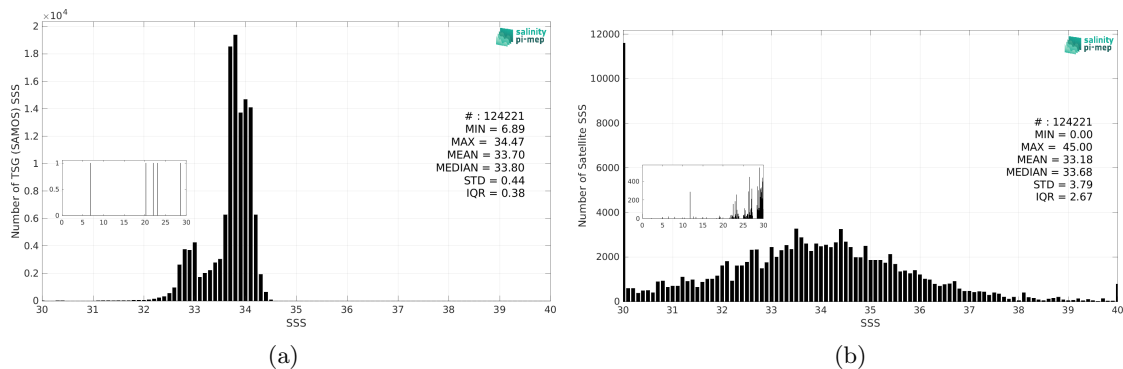 ×10⁴
2
1.8
1.6
1.4
1.2
1
0.8
0.6
0.4
0.2
0
Number of TSG (SAMOS) SSS
salinity
pi-mep
# : 124221
MIN = 6.89
MAX = 34.47
MEAN = 33.70
MEDIAN = 33.80
STD = 0.44
IQR = 0.38
1
0.5
0
0 5 10 15 20 25 30
30 31 32 33 34 35 36 37 38 39 40
SSS
(a)
12000
10000
8000
6000
4000
2000
0
Number of Satellite SSS
salinity
pi-mep
# : 124221
MIN = 0.00
MAX = 45.00
MEAN = 33.18
MEDIAN = 33.68
STD = 3.79
IQR = 2.67
400
200
0
0 5 10 15 20 25 30
30 31 32 33 34 35 36 37 38 39 40
SSS
(b)